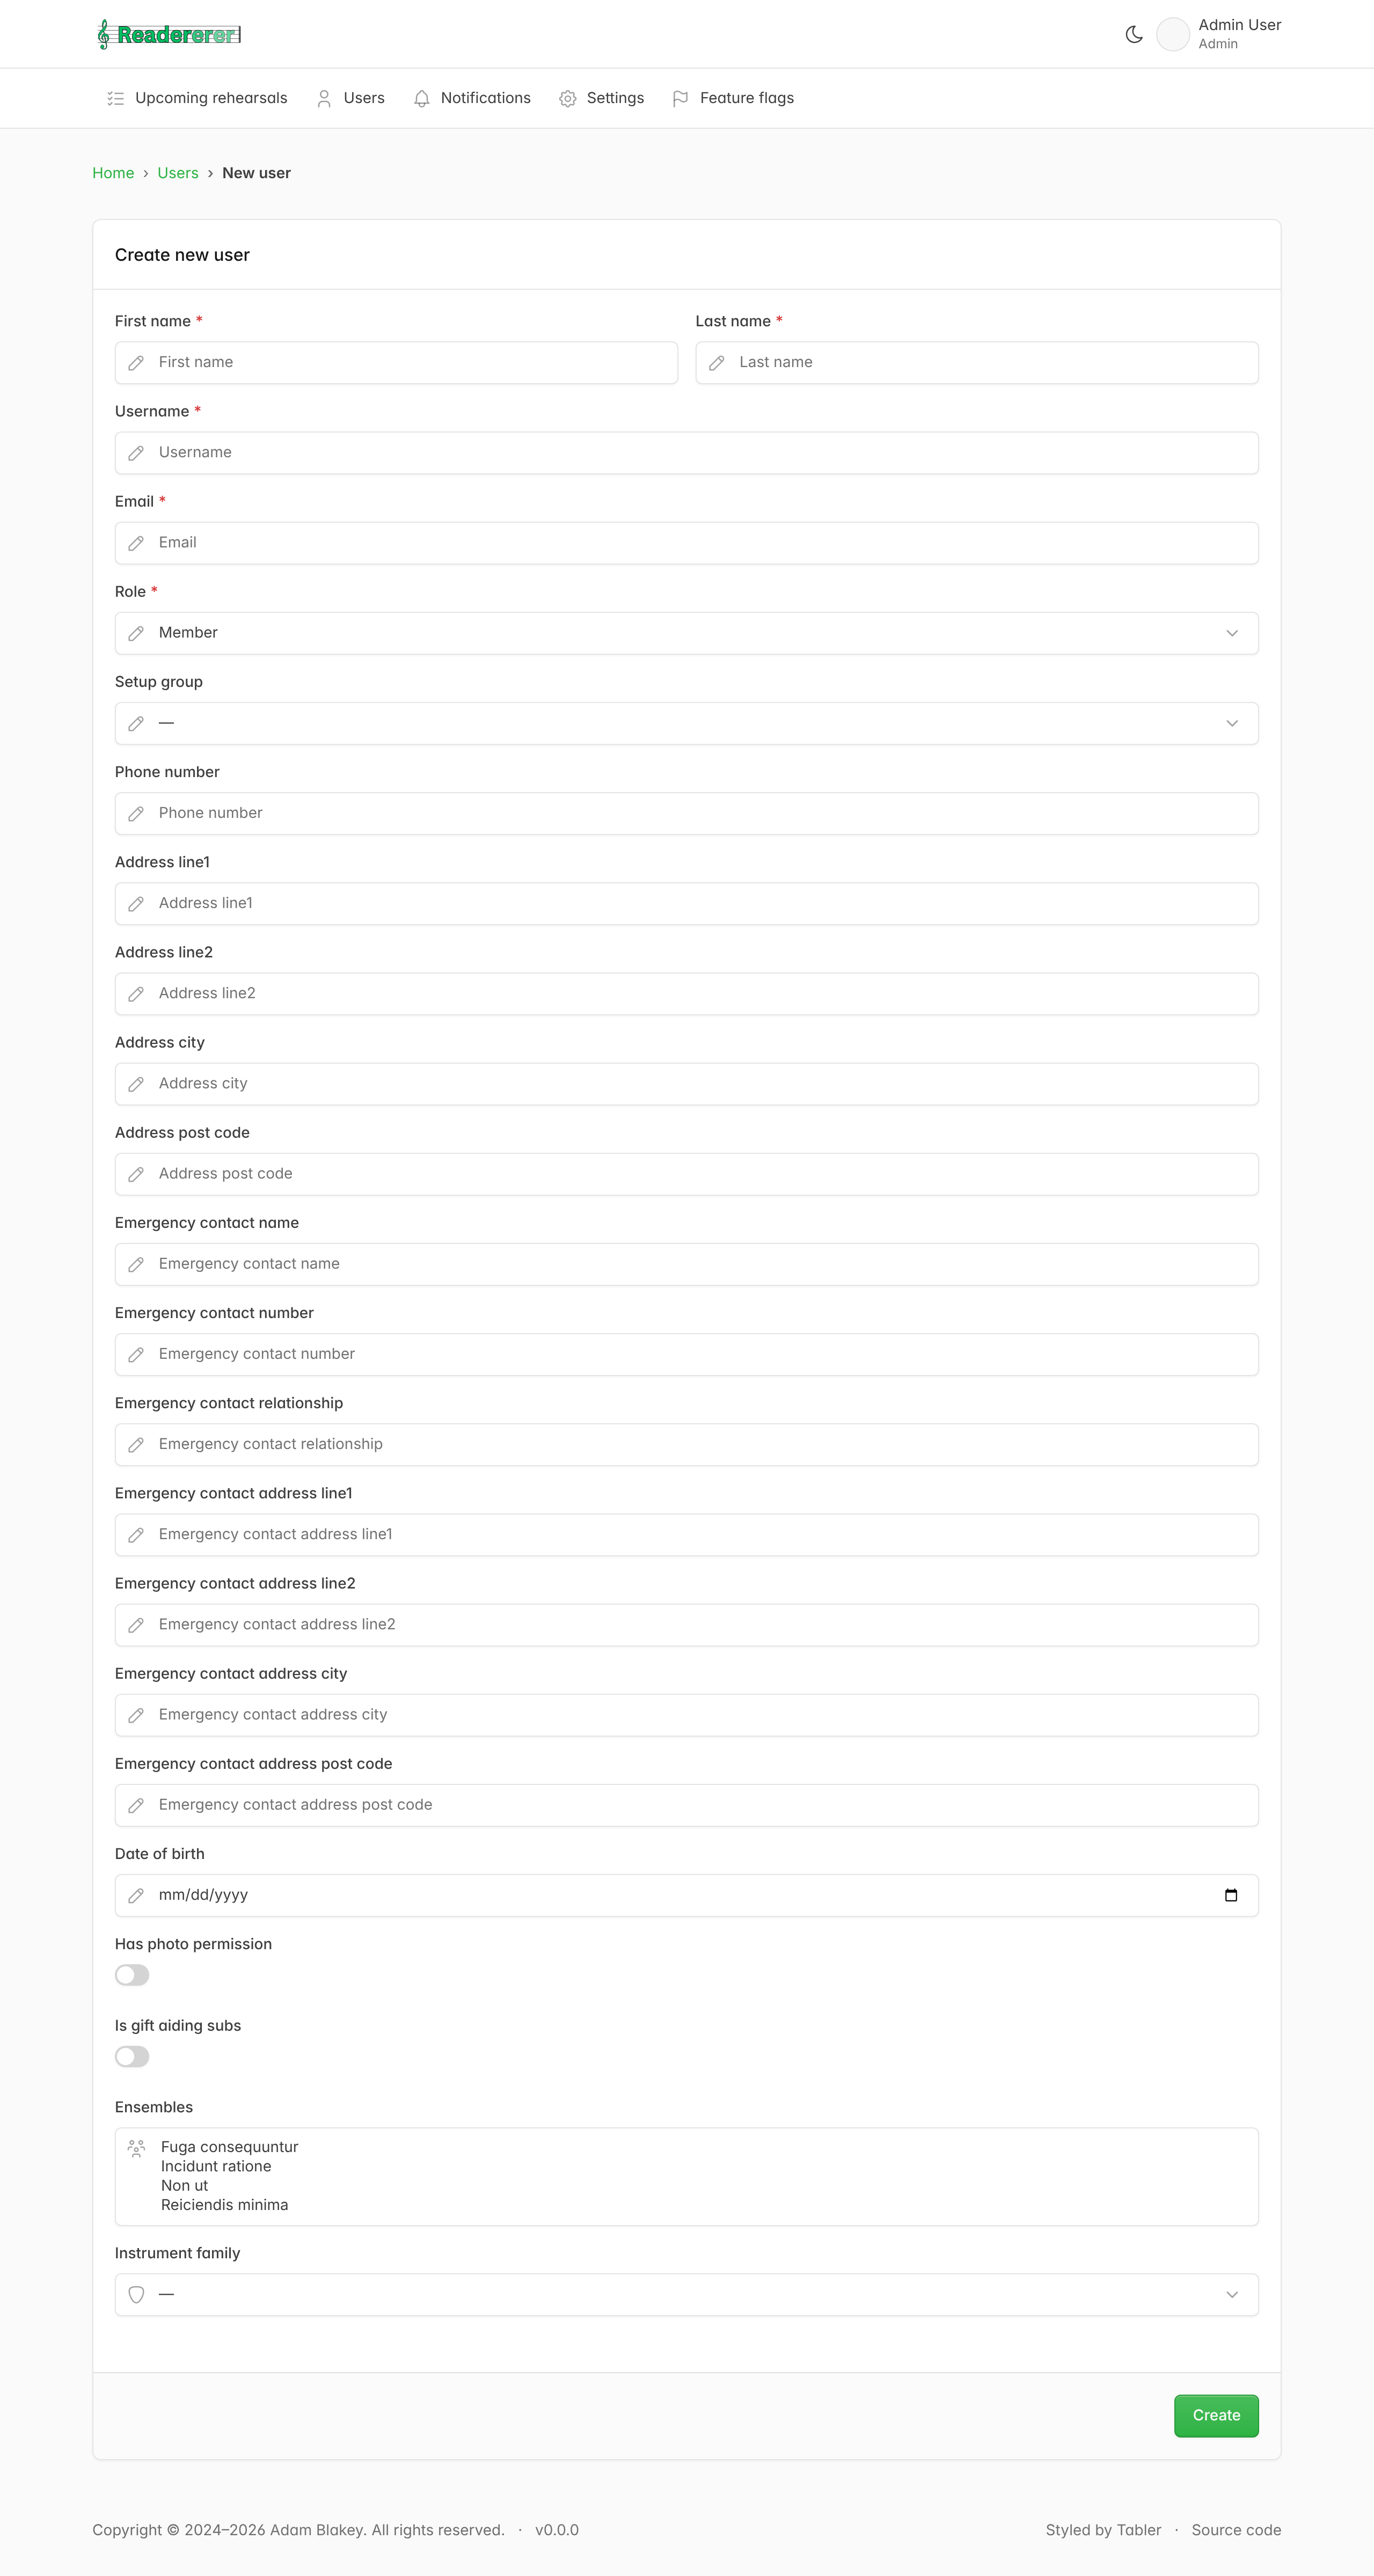 Readererer
Admin User
Admin
Upcoming rehearsals
Users
Notifications
Settings
Feature flags
Home › Users › New user
Create new user
First name *
Last name *
First name
Last name
Username *
Username
Email *
Email
Role *
Member
Setup group
—
Phone number
Phone number
Address line1
Address line1
Address line2
Address line2
Address city
Address city
Address post code
Address post code
Emergency contact name
Emergency contact name
Emergency contact number
Emergency contact number
Emergency contact relationship
Emergency contact relationship
Emergency contact address line1
Emergency contact address line1
Emergency contact address line2
Emergency contact address line2
Emergency contact address city
Emergency contact address city
Emergency contact address post code
Emergency contact address post code
Date of birth
mm/dd/yyyy
Has photo permission
Is gift aiding subs
Ensembles
Fuga consequuntur
Incidunt ratione
Non ut
Reiciendis minima
Instrument family
—
Create
Copyright © 2024–2026 Adam Blakey. All rights reserved. · v0.0.0
Styled by Tabler · Source code